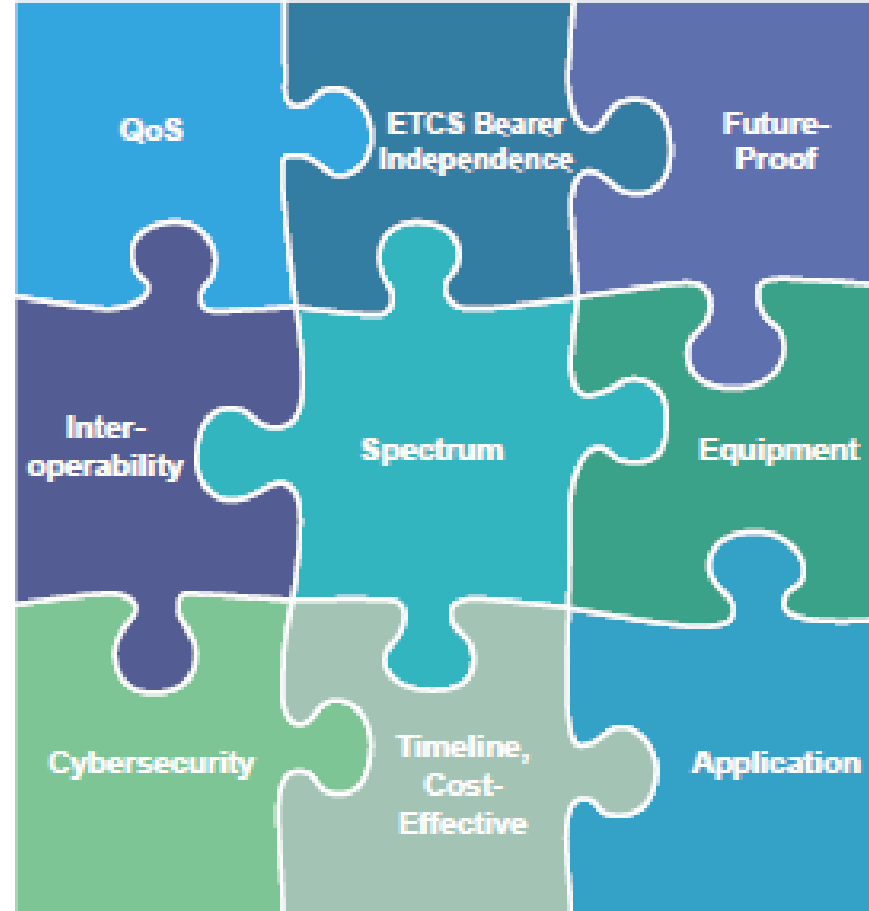 QoS
ETCS Bearer
Independence
Future-
Proof
Inter-
operability
Spectrum
Equipment
Cybersecurity
Timeline,
Cost-
Effective
Application